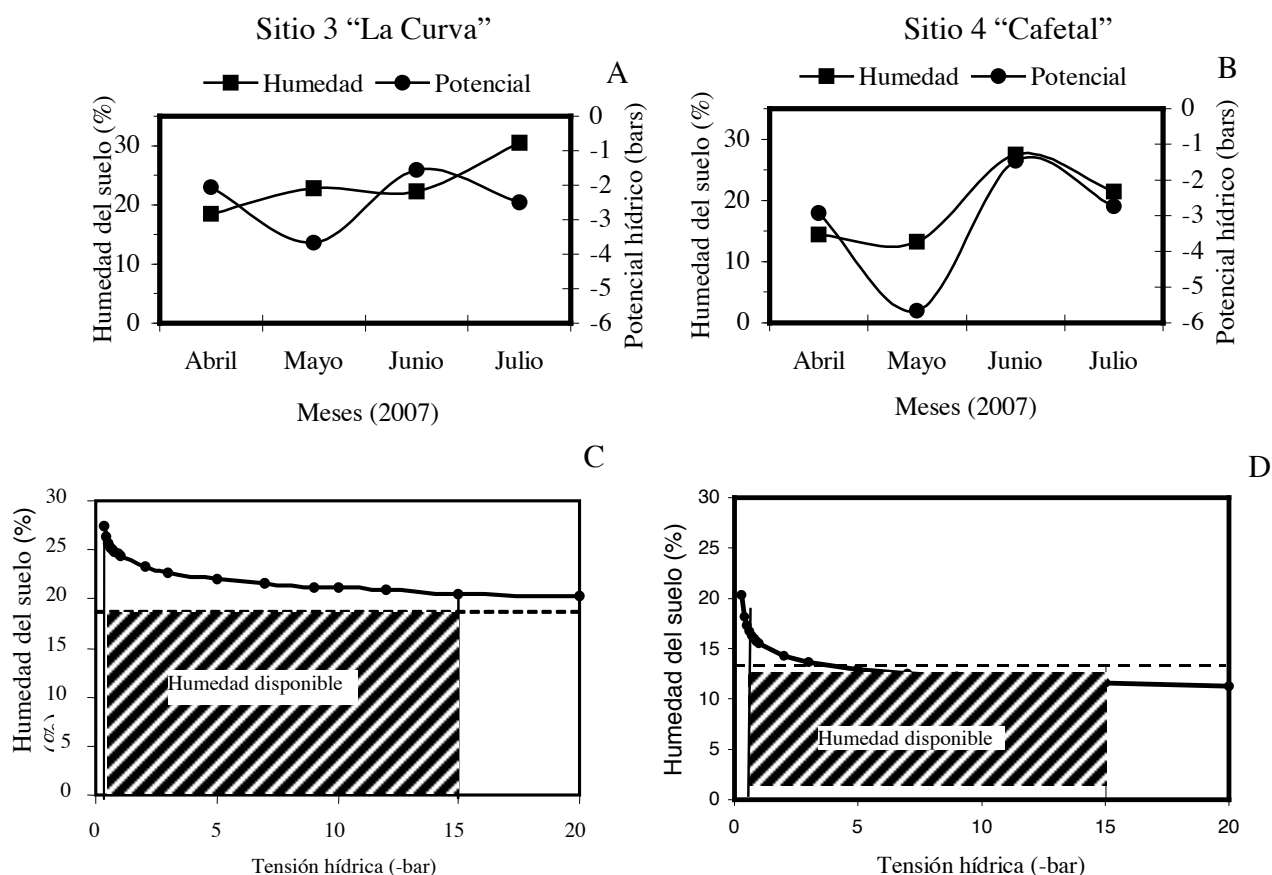 Sitio 3 “La Curva”
Sitio 4 “Cafetal”
A
Humedad
Potencial
Humedad del suelo (%)
30
20
10
0
0
-1
-2
-3
-4
-5
-6
Potencial hídrico (bars)
Abril Mayo Junio Julio
Meses (2007)
B
Humedad
Potencial
Humedad del suelo (%)
30
20
10
0
0
-1
-2
-3
-4
-5
-6
Potencial hídrico (bars)
Abril Mayo Junio Julio
Meses (2007)
C
Humedad del suelo (%)
(%)
30
25
20
15
10
5
0
Humedad disponible
0 5 10 15 20
Tensión hídrica (-bar)
D
Humedad del suelo (%)
30
25
20
15
10
5
0
Humedad disponible
0 5 10 15 20
Tensión hídrica (-bar)